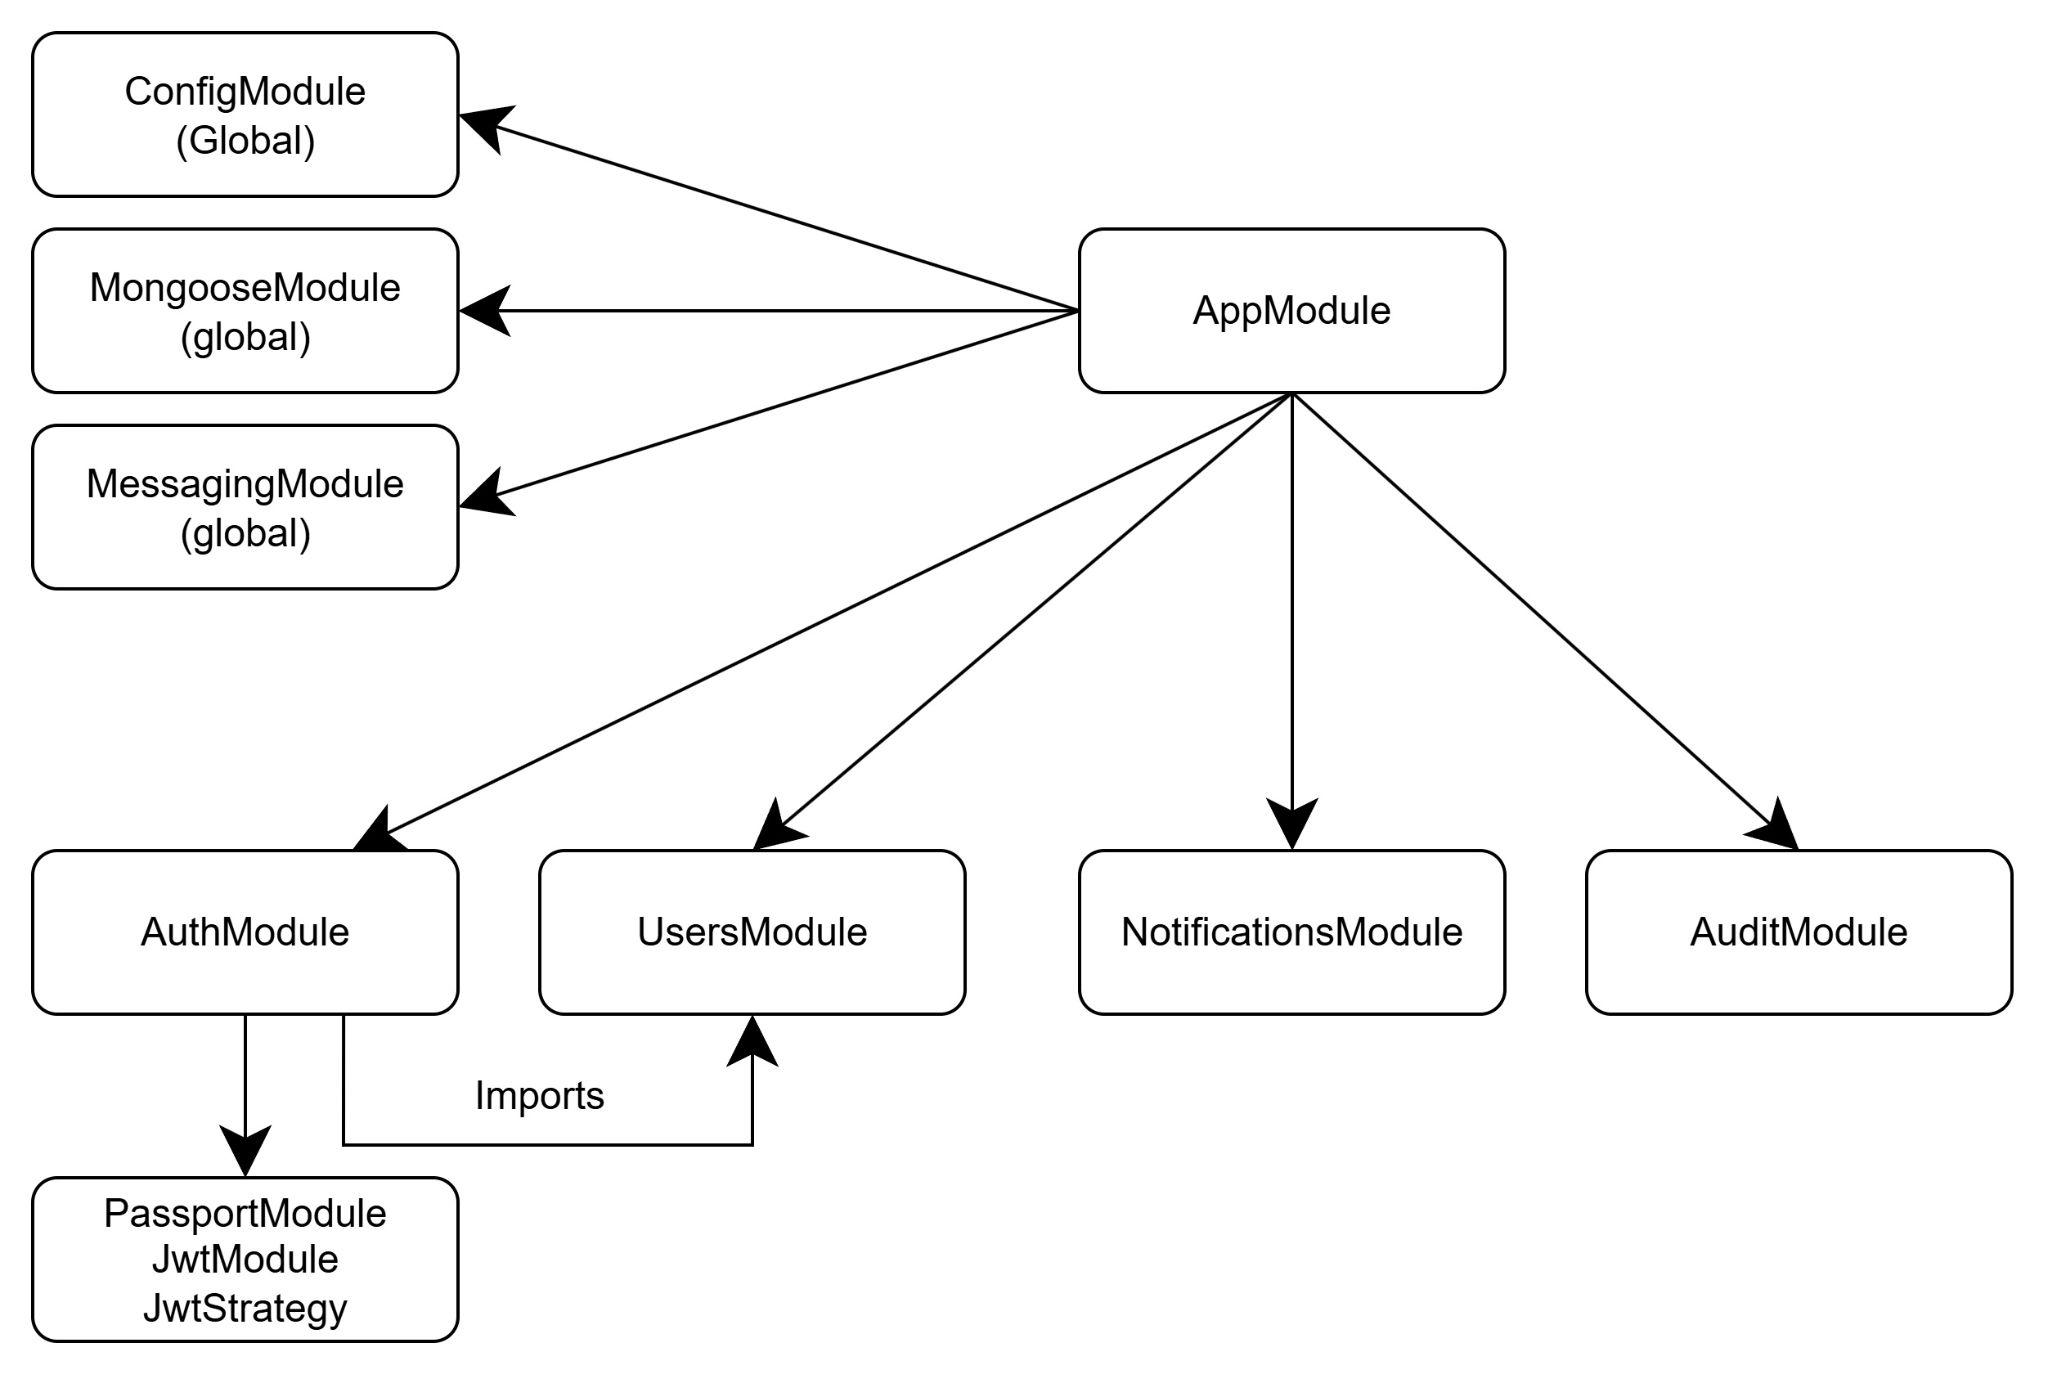 ConfigModule
(Global)
MongooseModule
(global)
AppModule
MessagingModule
(global)
AuthModule
UsersModule
NotificationsModule
AuditModule
Imports
PassportModule
JwtModule
JwtStrategy